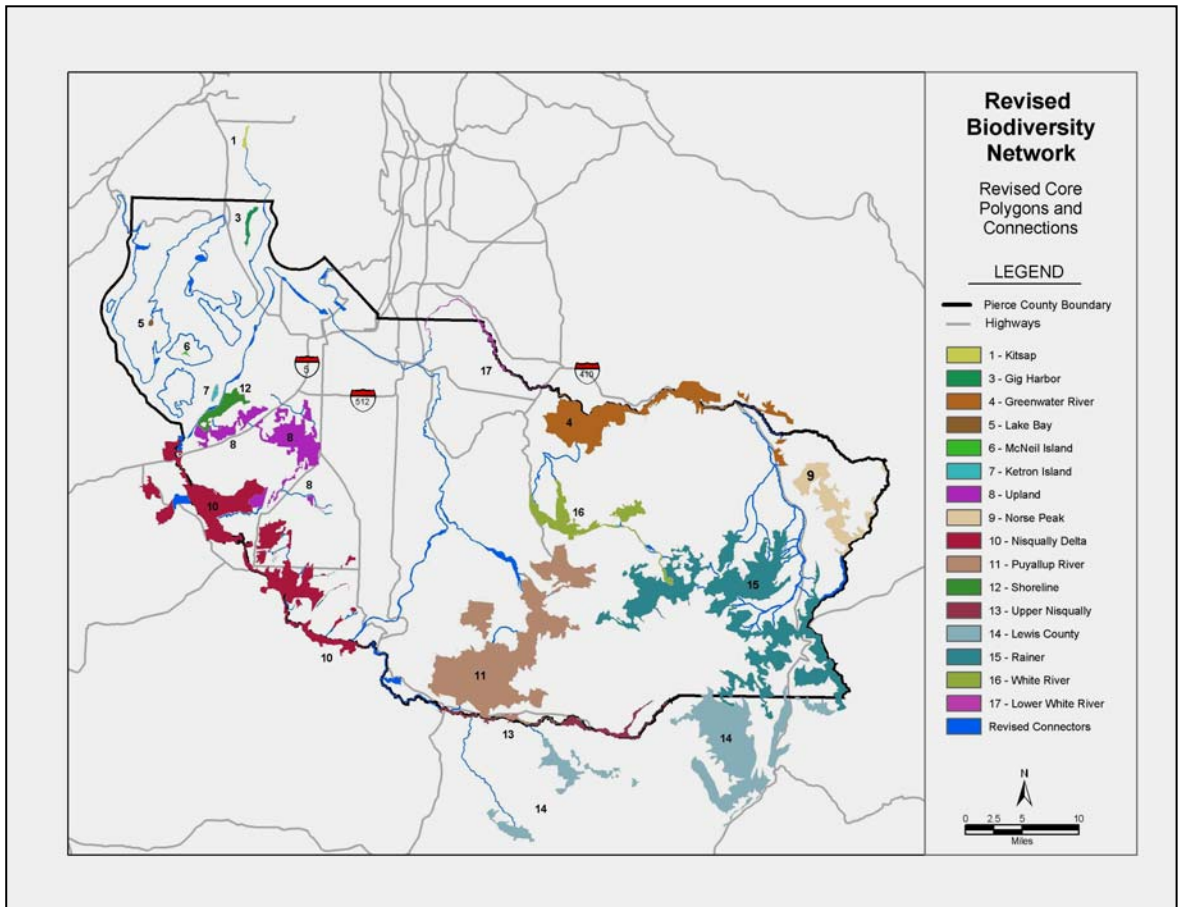 Revised
Biodiversity
Network
Revised Core
Polygons and
Connections
LEGEND
Pierce County Boundary
Highways
1 - Kitsap
3 - Gig Harbor
4 - Greenwater River
5 - Lake Bay
6 - McNeil Island
7 - Ketron Island
8 - Upland
9 - Norse Peak
10 - Nisqually Delta
11 - Puyallup River
12 - Shoreline
13 - Upper Nisqually
14 - Lewis County
15 - Rainer
16 - White River
17 - Lower White River
Revised Connectors
N
0 2.5 5 10
Miles
1
3
5
6
7
12
5
512
17
410
4
8
8
8
9
10
16
15
10
11
13
14
14